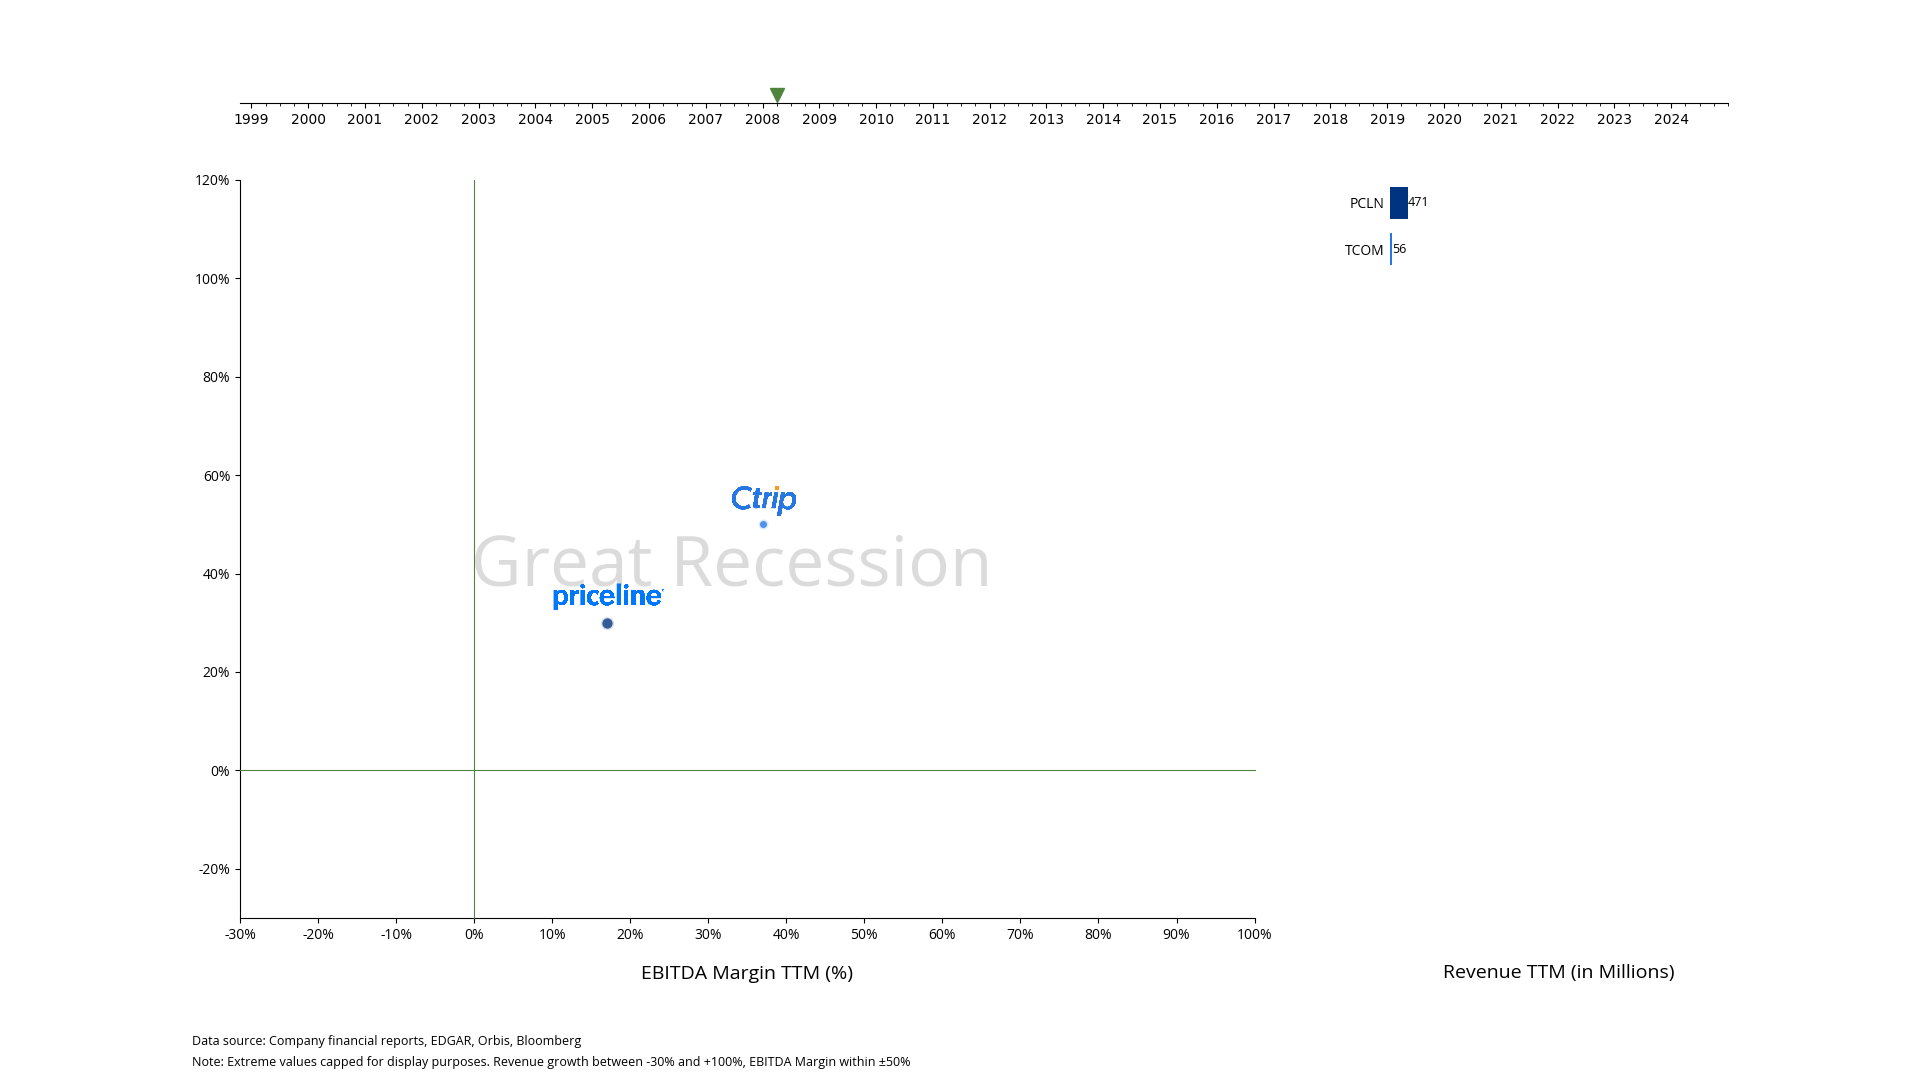 1999 2000 2001 2002 2003 2004 2005 2006 2007 2008 2009 2010 2011 2012 2013 2014 2015 2016 2017 2018 2019 2020 2021 2022 2023 2024
120%
100%
80%
60%
40%
20%
0%
-20%
Ctrip
Great Recession
priceline
-30% -20% -10% 0% 10% 20% 30% 40% 50% 60% 70% 80% 90% 100%
EBITDA Margin TTM (%)
PCLN 471
TCOM 56
Revenue TTM (in Millions)
Data source: Company financial reports, EDGAR, Orbis, Bloomberg
Note: Extreme values capped for display purposes. Revenue growth between -30% and +100%, EBITDA Margin within ±50%